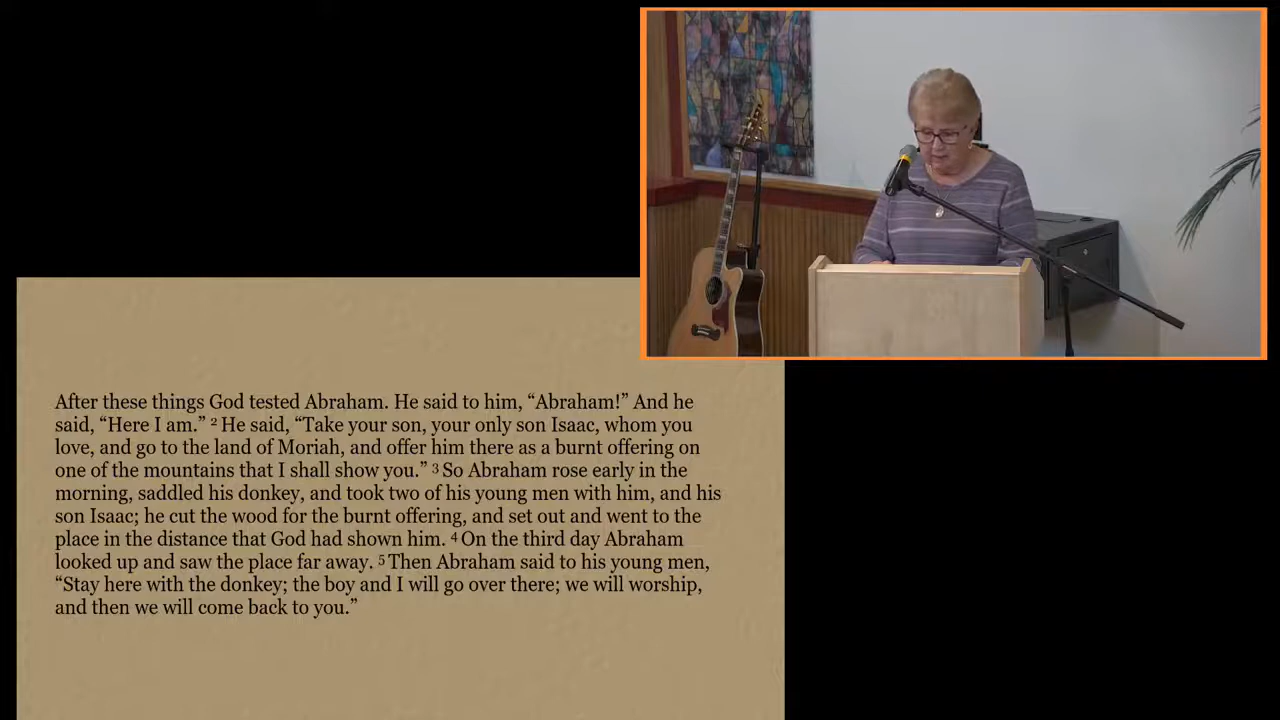 After these things God tested Abraham. He said to him, “Abraham!” And he
said, “Here I am.” ² He said, “Take your son, your only son Isaac, whom you
love, and go to the land of Moriah, and offer him there as a burnt offering on
one of the mountains that I shall show you.” ³ So Abraham rose early in the
morning, saddled his donkey, and took two of his young men with him, and his
son Isaac; he cut the wood for the burnt offering, and set out and went to the
place in the distance that God had shown him. ⁴ On the third day Abraham
looked up and saw the place far away. ⁵ Then Abraham said to his young men,
“Stay here with the donkey; the boy and I will go over there; we will worship,
and then we will come back to you.”